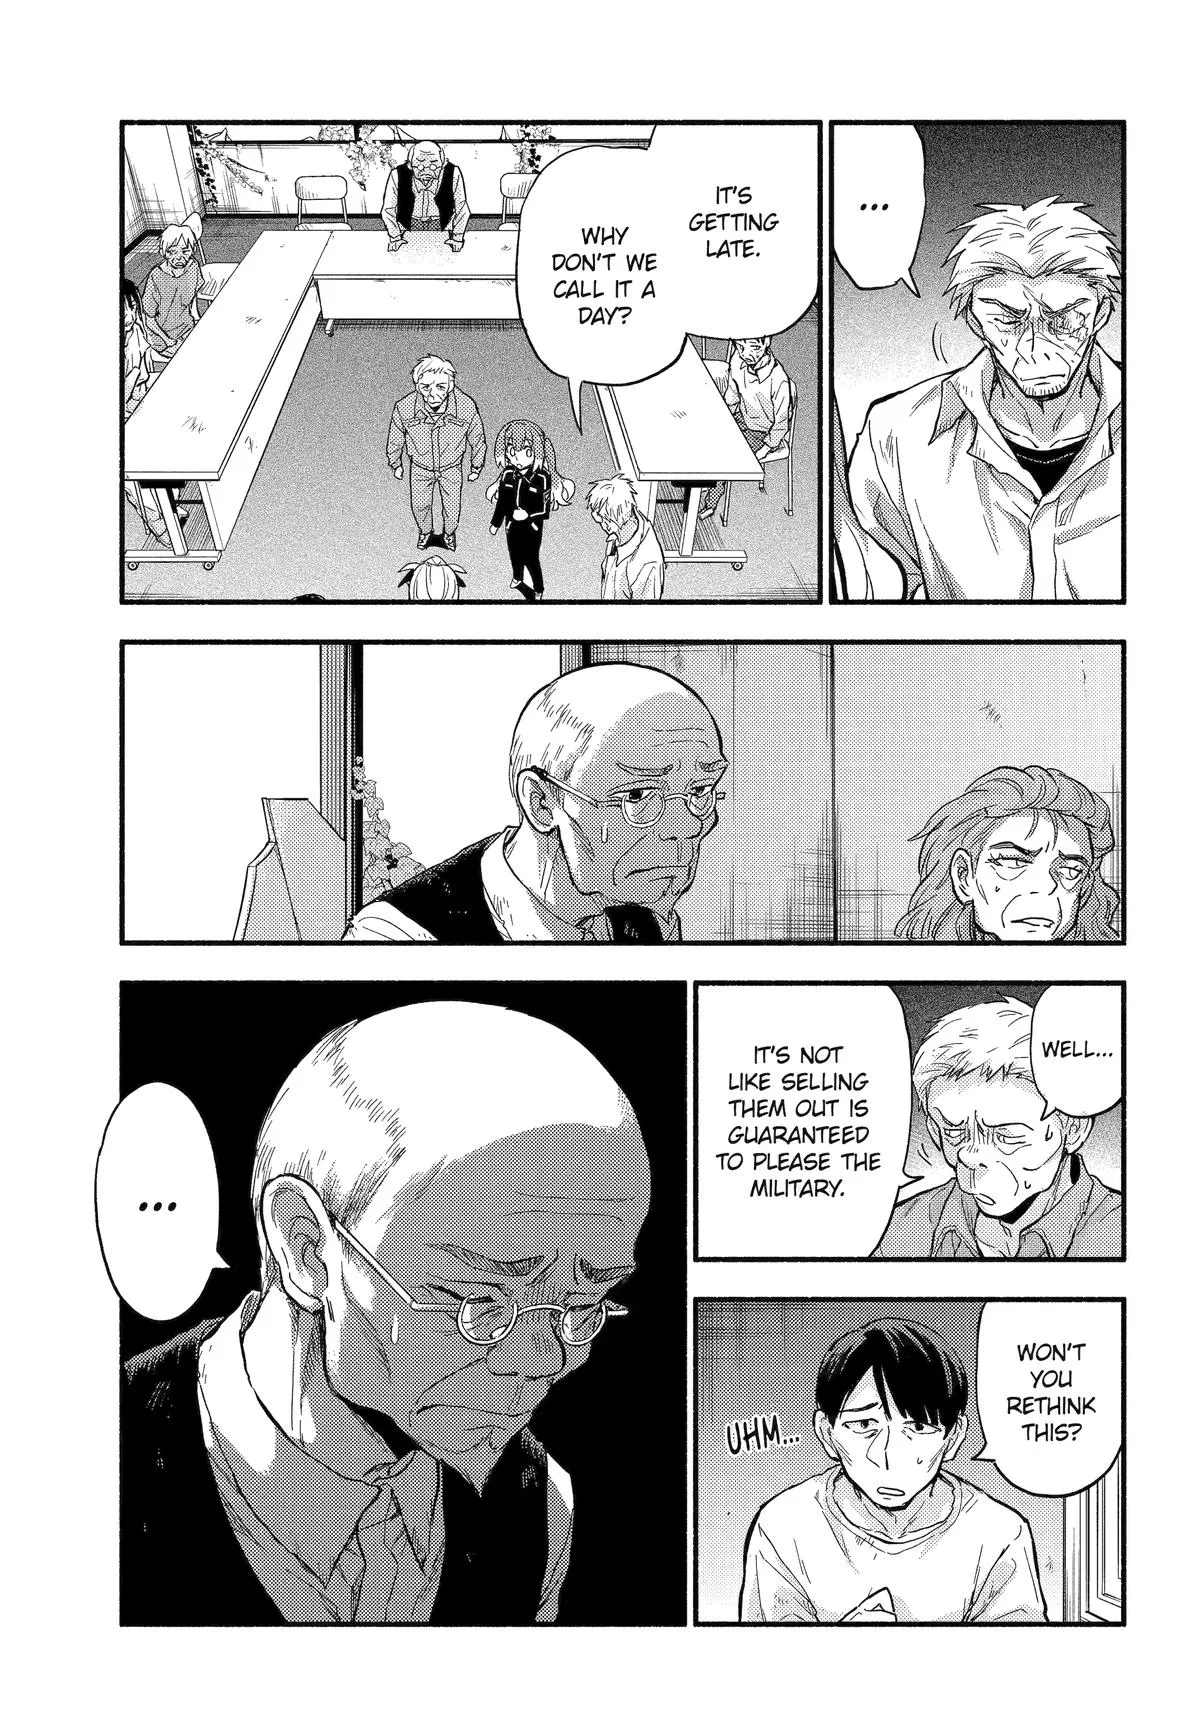 ...
IT'S
GETTING
LATE.
WHY
DON'T WE
CALL IT A
DAY?
WELL...
IT'S NOT
LIKE SELLING
THEM OUT IS
GUARANTEED
TO PLEASE THE
MILITARY.
WON'T
YOU
RETHINK
THIS?
UHM...
...